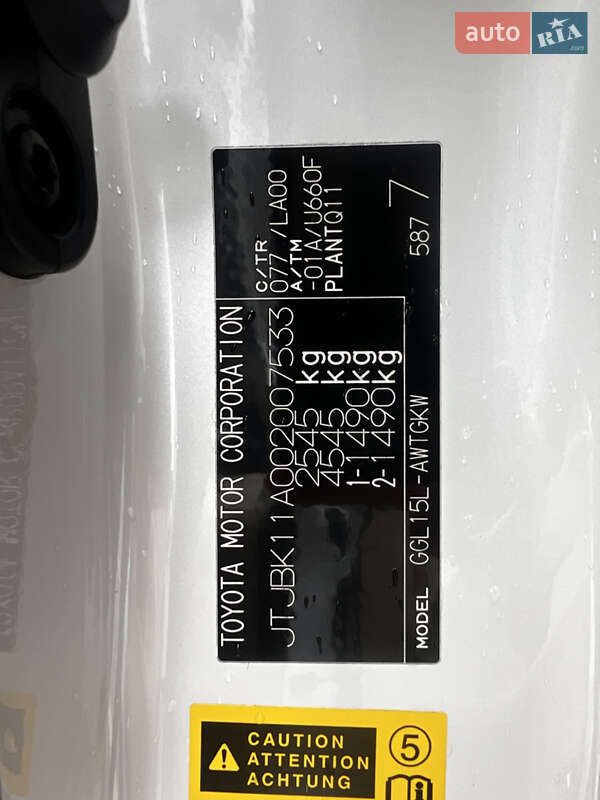 auto RIA.com
TOYOTA MOTOR CORPORATION
JTJBK11A002007533
2545 kg
4545 kg
1-1490kg
2-1490kg
C/TR
077 /LA00
A/TM
-01A/U660F
PLANTQ11
MODEL GGL15L-AWTGKW
587 7
CAUTION
ATTENTION
ACHTUNG
5